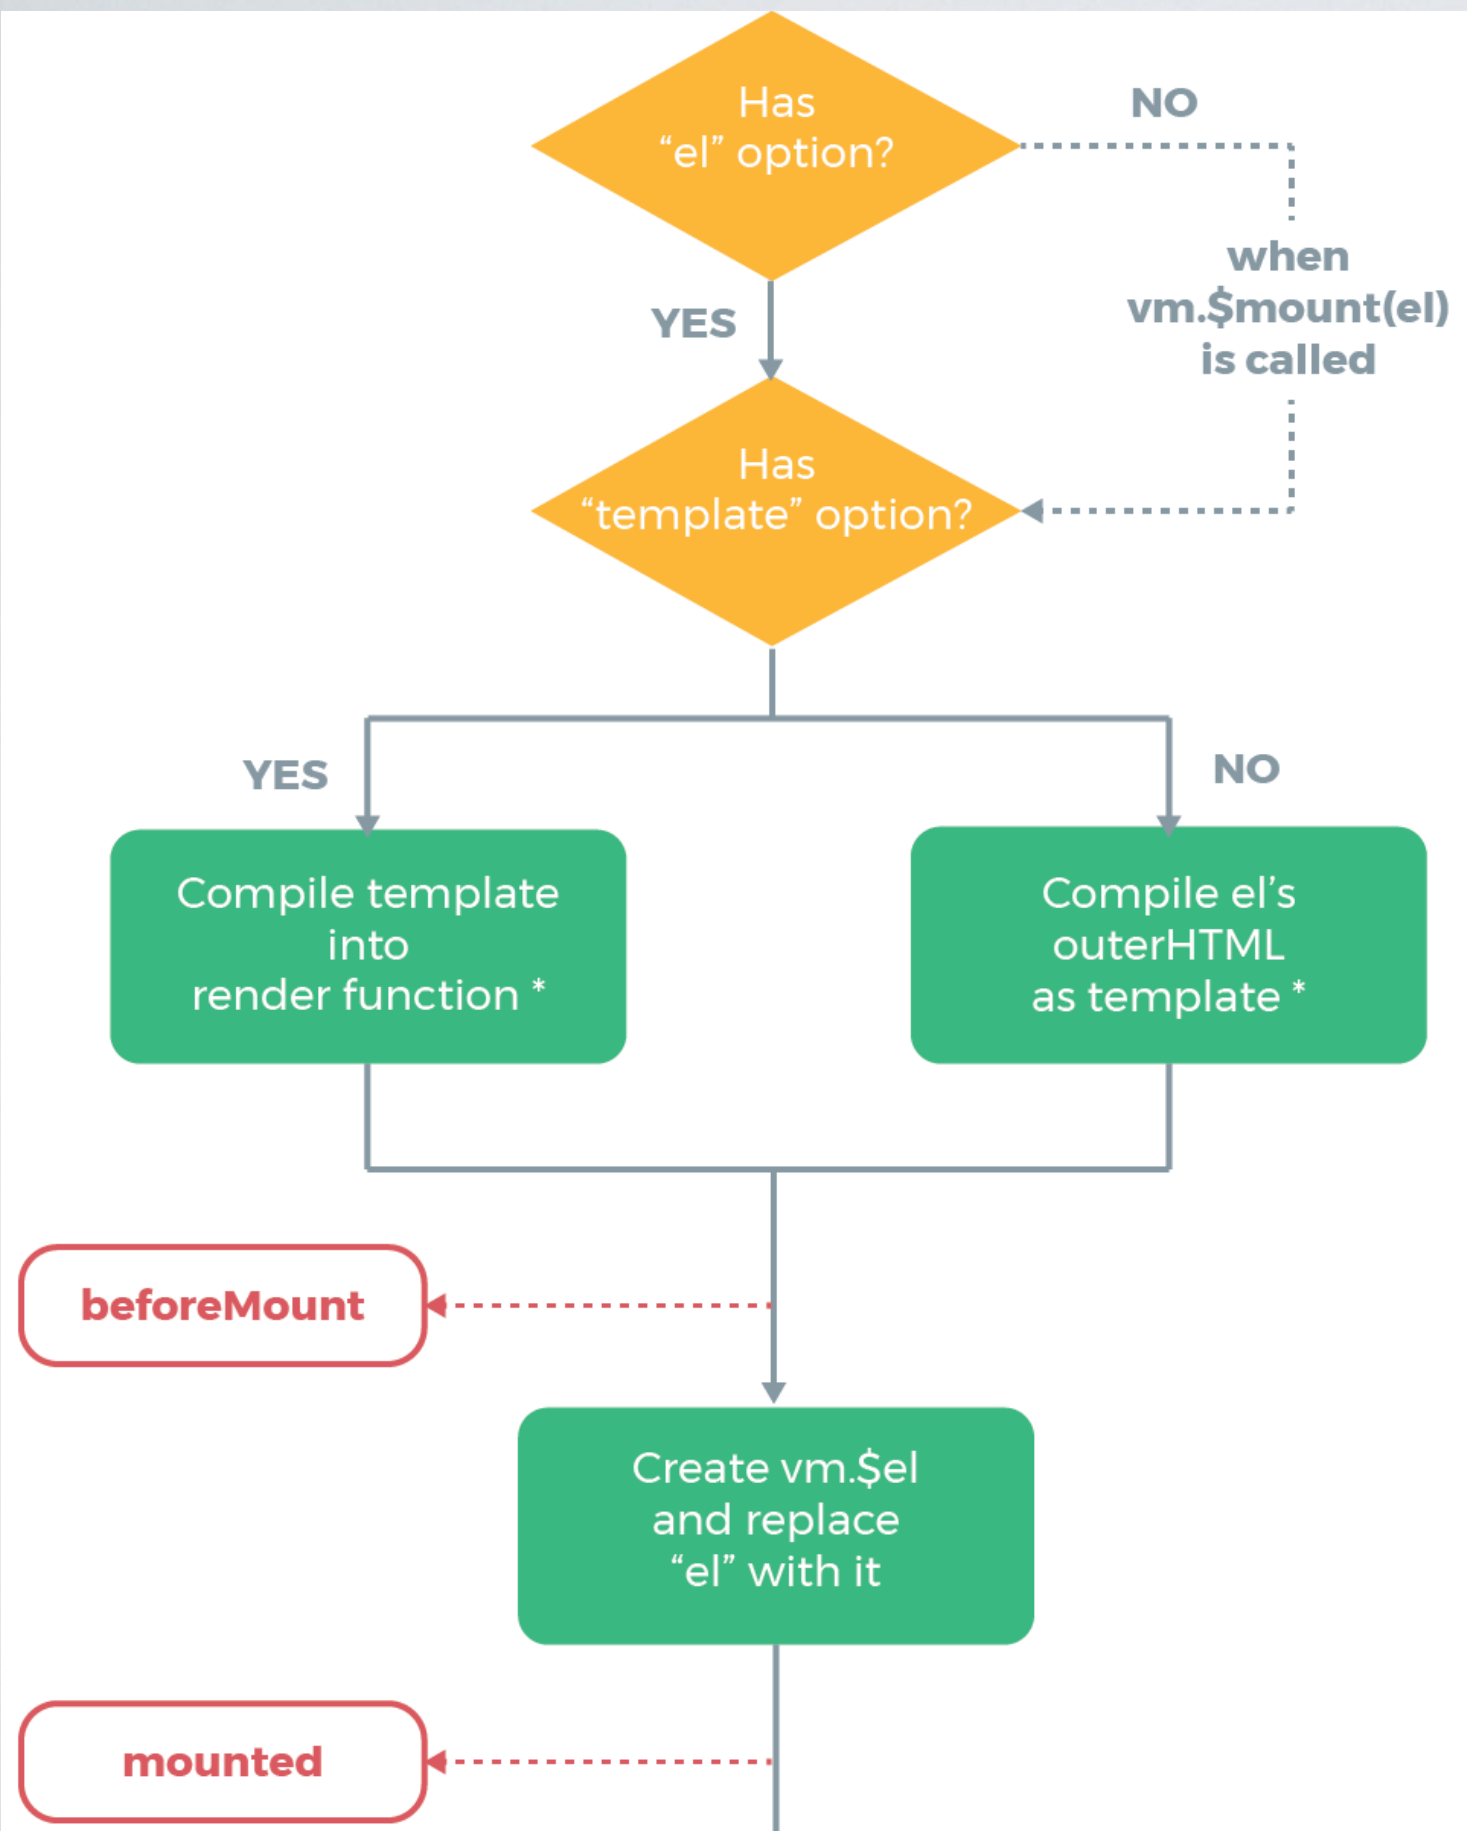 Has
“el” option?
NO
when
vm.$mount(el)
is called
YES
Has
“template” option?
YES
NO
Compile template
into
render function *
Compile el’s
outerHTML
as template *
beforeMount
Create vm.$el
and replace
“el” with it
mounted